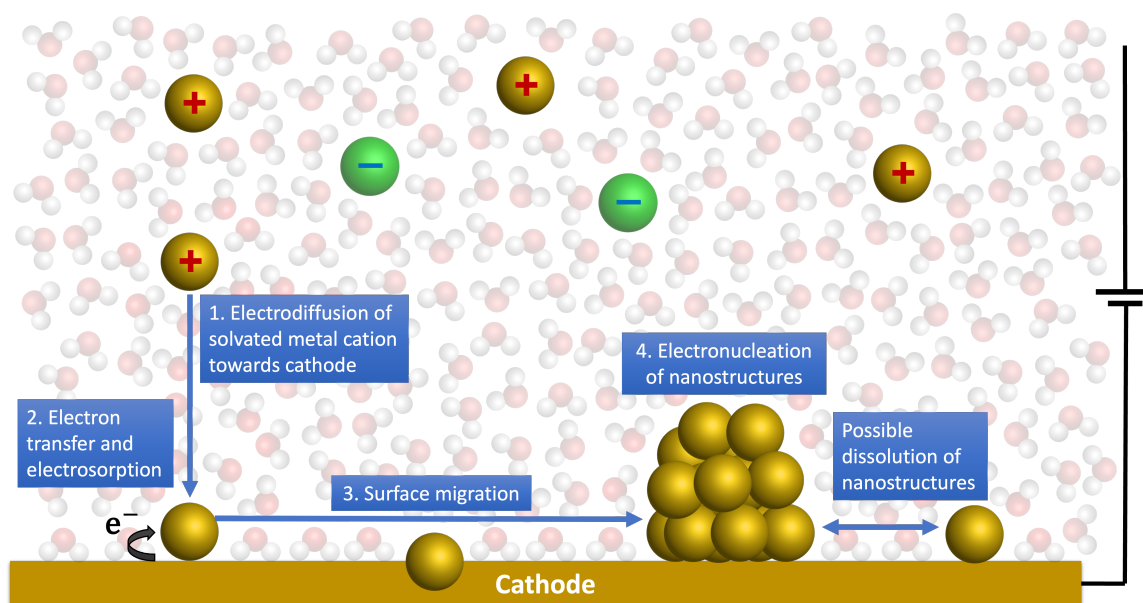 +
+
−
+
−
+
1. Electrodiffusion of
solvated metal cation
towards cathode
2. Electron
transfer and
electrosorption
3. Surface migration
4. Electronucleation
of nanostructures
Possible
dissolution of
nanostructures
e−
Cathode